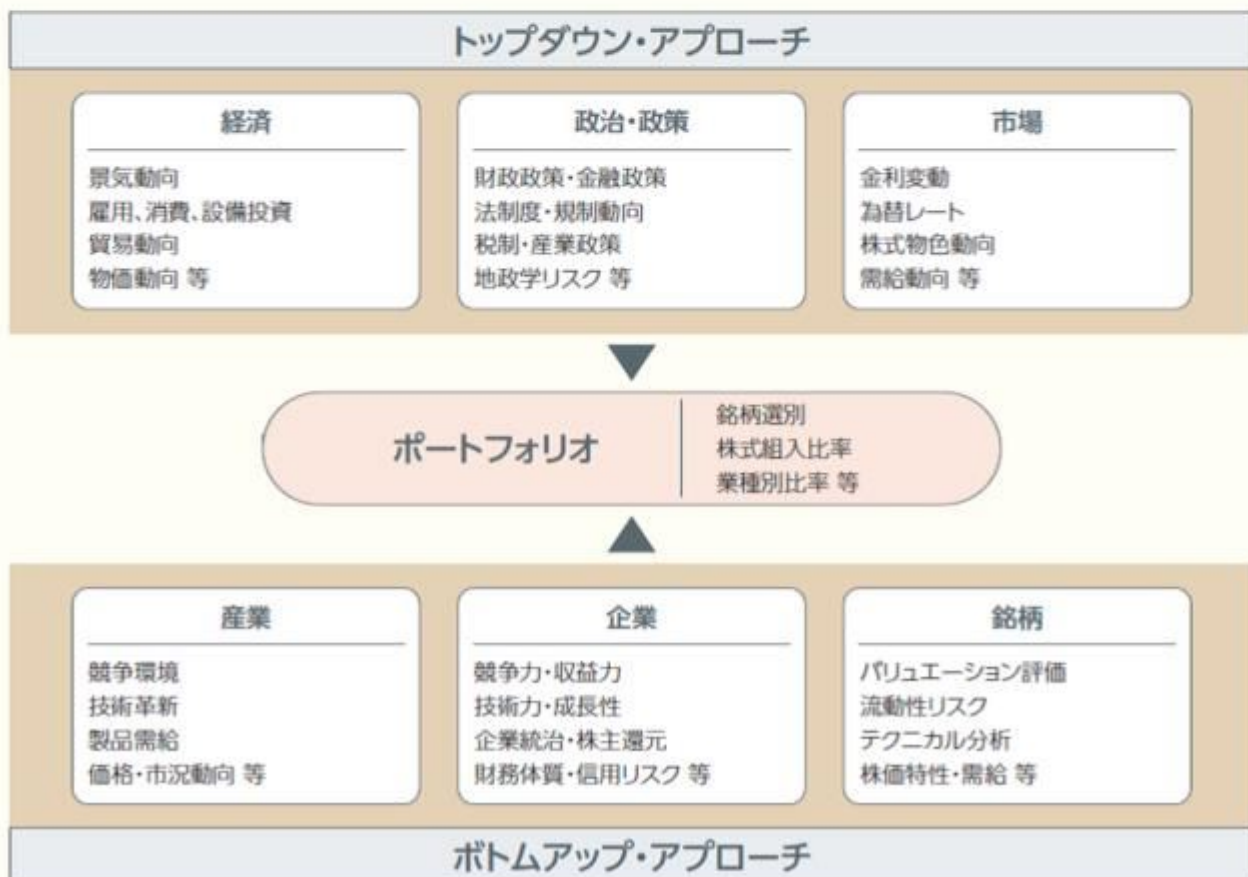 トップダウン・アプローチ
経済
景気動向
雇用、消費、設備投資
貿易動向
物価動向 等
政治・政策
財政政策・金融政策
法制度・規制動向
税制・産業政策
地政学リスク 等
市場
金利変動
為替レート
株式物色動向
需給動向 等
ポートフォリオ
銘柄選別
株式組入比率
業種別比率 等
産業
競争環境
技術革新
製品需給
価格・市況動向 等
企業
競争力・収益力
技術力・成長性
企業統治・株主還元
財務体質・信用リスク 等
銘柄
バリュエーション評価
流動性リスク
テクニカル分析
株価特性・需給 等
ボトムアップ・アプローチ